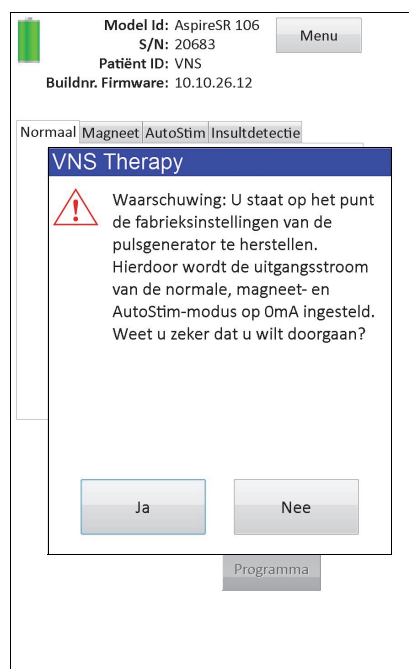 Model Id: AspireSR 106
S/N: 20683
Patiënt ID: VNS
Buildnr. Firmware: 10.10.26.12
Menu
Normaal Magneet AutoStim Insultdetectie
VNS Therapy
Waarschuwing: U staat op het punt
de fabrieksinstellingen van de
pulsgenerator te herstellen.
Hierdoor wordt de uitgangsstroom
van de normale, magneet- en
AutoStim-modus op 0mA ingesteld.
Weet u zeker dat u wilt doorgaan?
Ja Nee
Programma